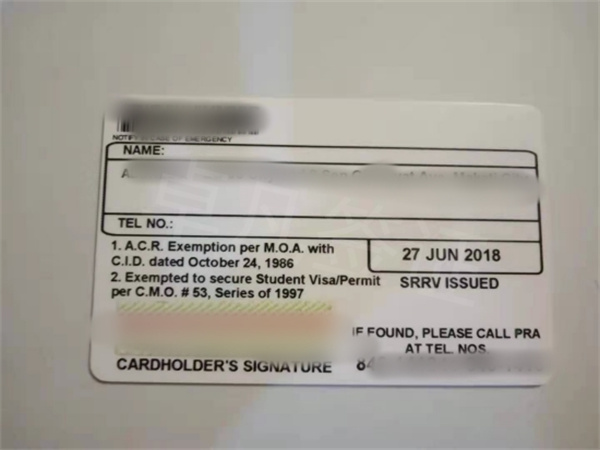 NOTIFY IN CASE OF EMERGENCY
NAME:
TEL NO.:
1. A.C.R. Exemption per M.O.A. with
C.I.D. dated October 24, 1986
27 JUN 2018
2. Exempted to secure Student Visa/Permit
per C.M.O. # 53, Series of 1997
SRRV ISSUED
IF FOUND, PLEASE CALL PRA
AT TEL. NOS.
CARDHOLDER'S SIGNATURE